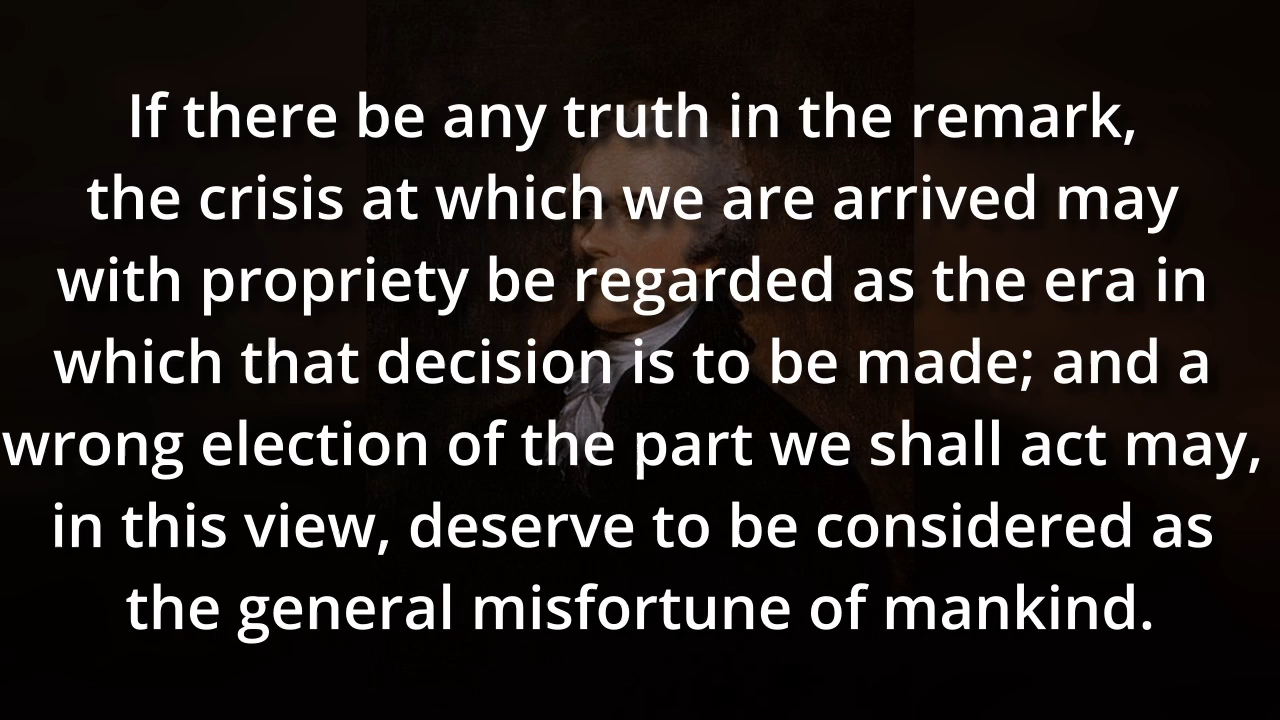 If there be any truth in the remark,
the crisis at which we are arrived may
with propriety be regarded as the era in
which that decision is to be made; and a
wrong election of the part we shall act may,
in this view, deserve to be considered as
the general misfortune of mankind.